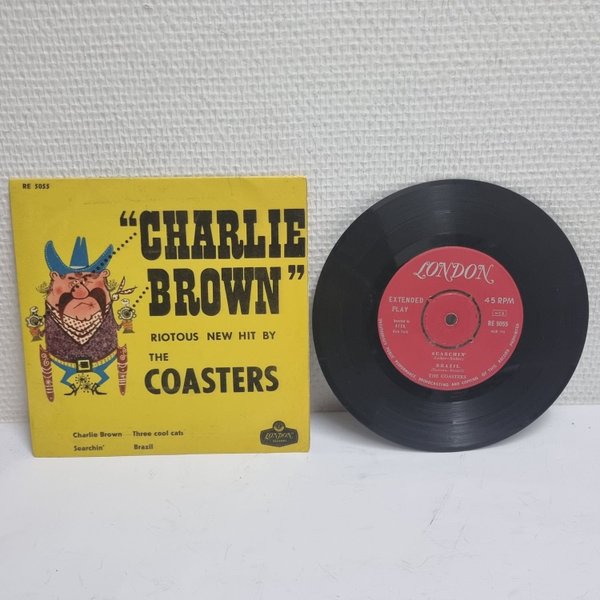 RE 5055
"CHARLIE
BROWN"
RIOTOUS NEW HIT BY
THE
COASTERS
Charlie Brown Three cool cats
Searchin' Brazil
LONDON
RECORDS
LONDON
EXTENDED
PLAY
45 RPM
RE 5055
SEARCHIN'
BRAZIL
THE COASTERS